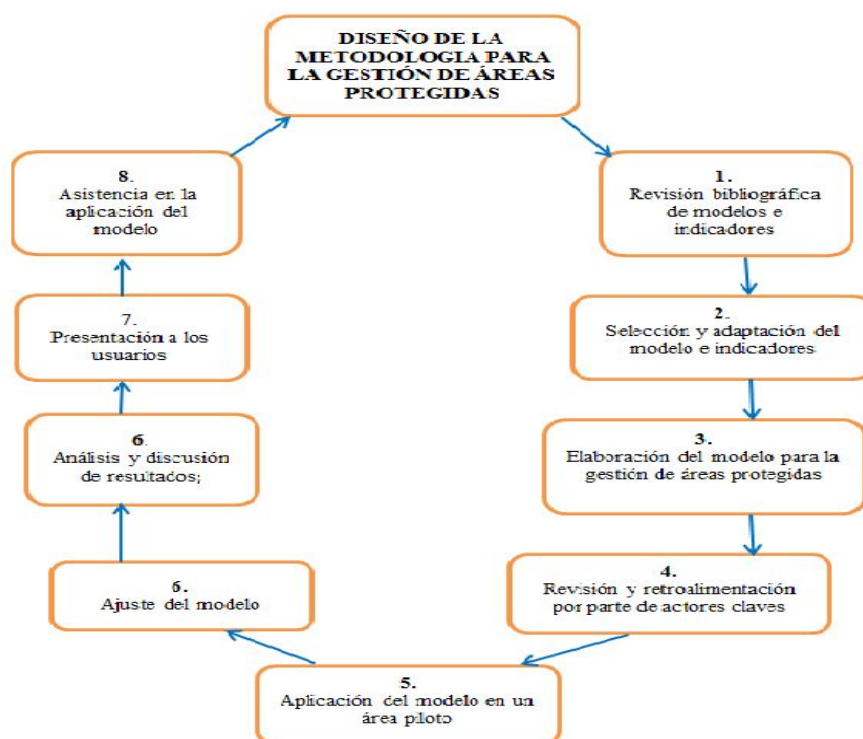 DISEÑO DE LA
METODOLOGIA PARA
LA GESTIÓN DE ÁREAS
PROTEGIDAS
1.
Revisión bibliográfica
de modelos e
indicadores
2.
Selección y adaptación del
modelo e indicadores
3.
Elaboración del modelo para la
gestión de áreas protegidas
4.
Revisión y retroalimentación
por parte de actores claves
5.
Aplicación del modelo en un
área piloto
6.
Ajuste del modelo
6.
Análisis y discusión
de resultados;
7.
Presentación a los
usuarios
8.
Asistencia en la
aplicación del
modelo